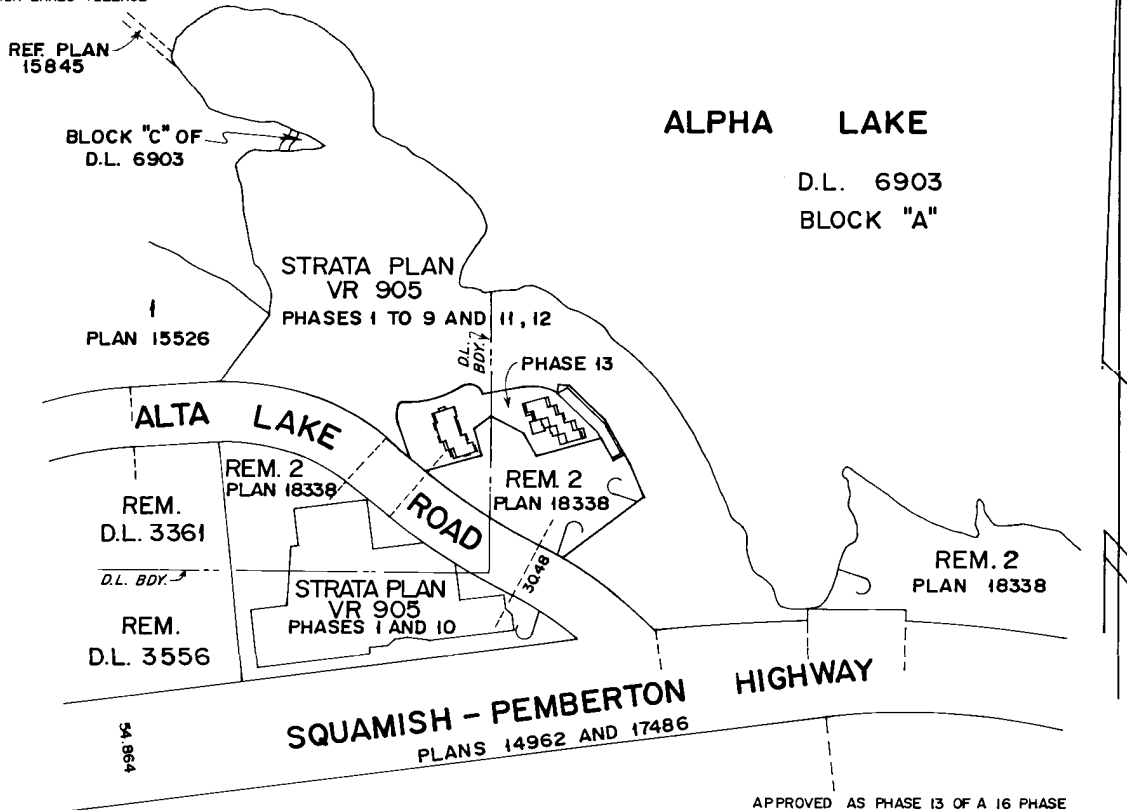 REF. PLAN
15845
BLOCK "C" OF
D.L. 6903
ALPHA LAKE
D.L. 6903
BLOCK "A"
STRATA PLAN
VR 905
PHASES 1 TO 9 AND 11, 12
1
PLAN 15526
D.L.
BDY.
PHASE 13
ALTA LAKE
ROAD
REM. 2
PLAN 18338
REM. 2
PLAN 18338
REM.
D.L. 3361
D.L. BDY.
STRATA PLAN
VR 905
PHASES 1 AND 10
30.48
REM. 2
PLAN 18338
REM.
D.L. 3556
SQUAMISH - PEMBERTON HIGHWAY
PLANS 14962 AND 17486
54.864
APPROVED AS PHASE 13 OF A 16 PHASE